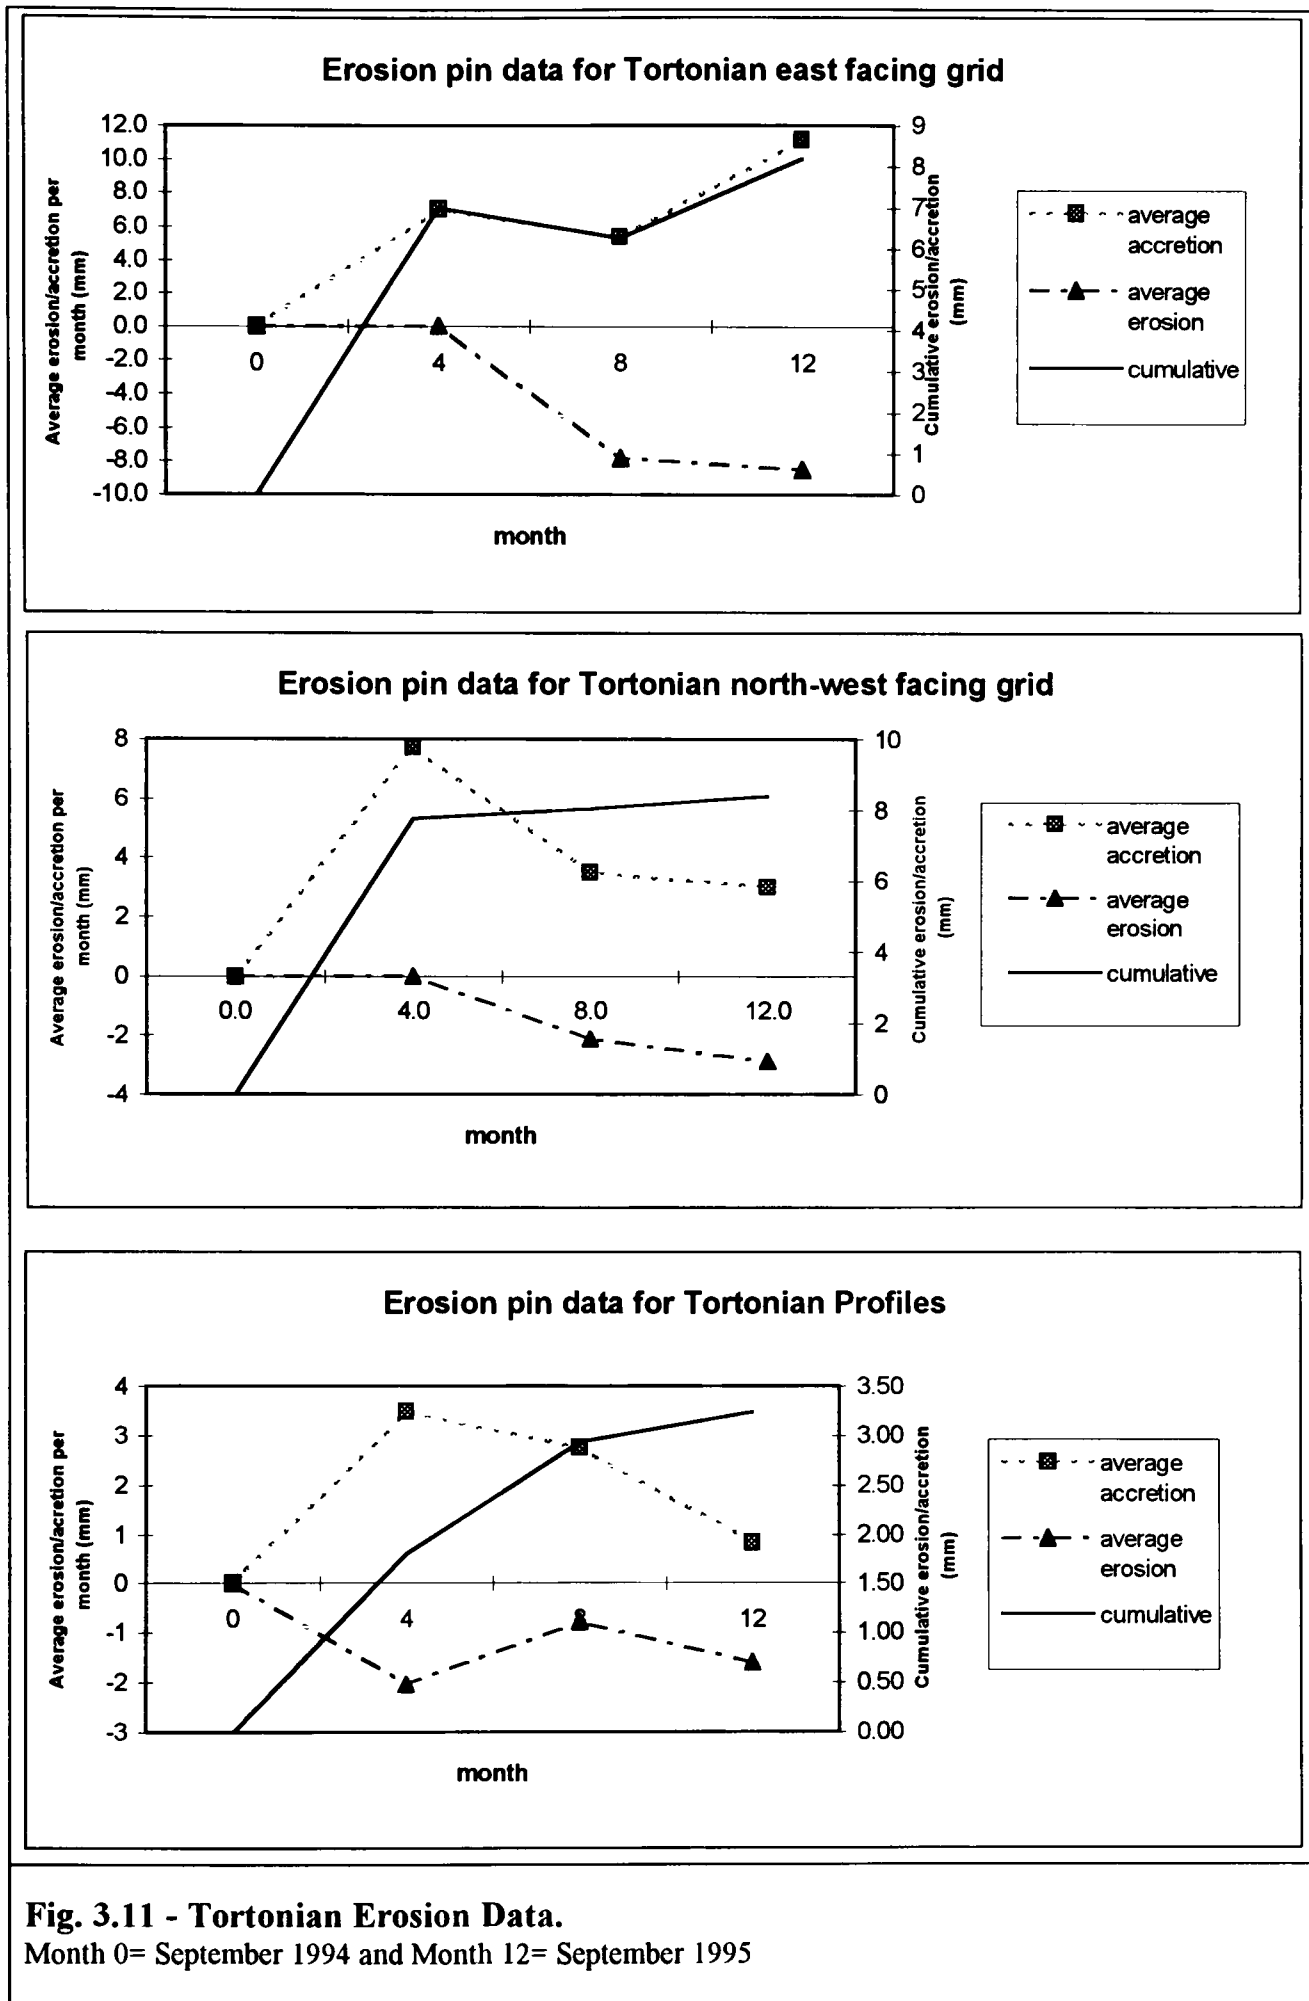 Erosion pin data for Tortonian east facing grid
Average erosion/accretion per
month (mm)
12.0
10.0
8.0
6.0
4.0
2.0
0.0
-2.0
-4.0
-6.0
-8.0
-10.0
0
4
8
12
month
9
8
7
6
5
4
3
2
1
0
Cumulative erosion/accretion
(mm)
average
accretion
average
erosion
cumulative
Erosion pin data for Tortonian north-west facing grid
Average erosion/accretion per
month (mm)
8
6
4
2
0
-2
-4
0.0
4.0
8.0
12.0
month
10
8
6
4
2
0
Cumulative erosion/accretion
(mm)
average
accretion
average
erosion
cumulative
Erosion pin data for Tortonian Profiles
Average erosion/acretion per
month (mm)
4
3
2
1
0
-1
-2
-3
0
4
8
12
month
3.50
3.00
2.50
2.00
1.50
1.00
0.50
0.00
Cumulative erosion/accretion
(mm)
average
accretion
average
erosion
cumulative
Fig. 3.11 - Tortonian Erosion Data.
Month 0= September 1994 and Month 12= September 1995